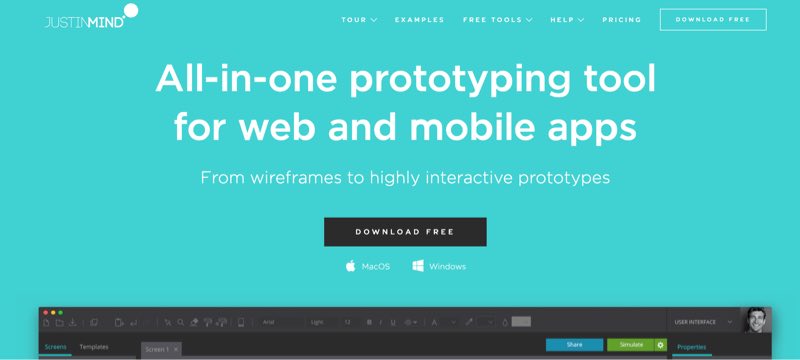 JUSTINMIND
TOUR EXAMPLES FREE TOOLS HELP PRICING DOWNLOAD FREE
All-in-one prototyping tool
for web and mobile apps
From wireframes to highly interactive prototypes
DOWNLOAD FREE
MacOS Windows
Arial Light 12 B I U A USER INTERFACE
Screens Templates Screen 1 × Share Simulate Properties